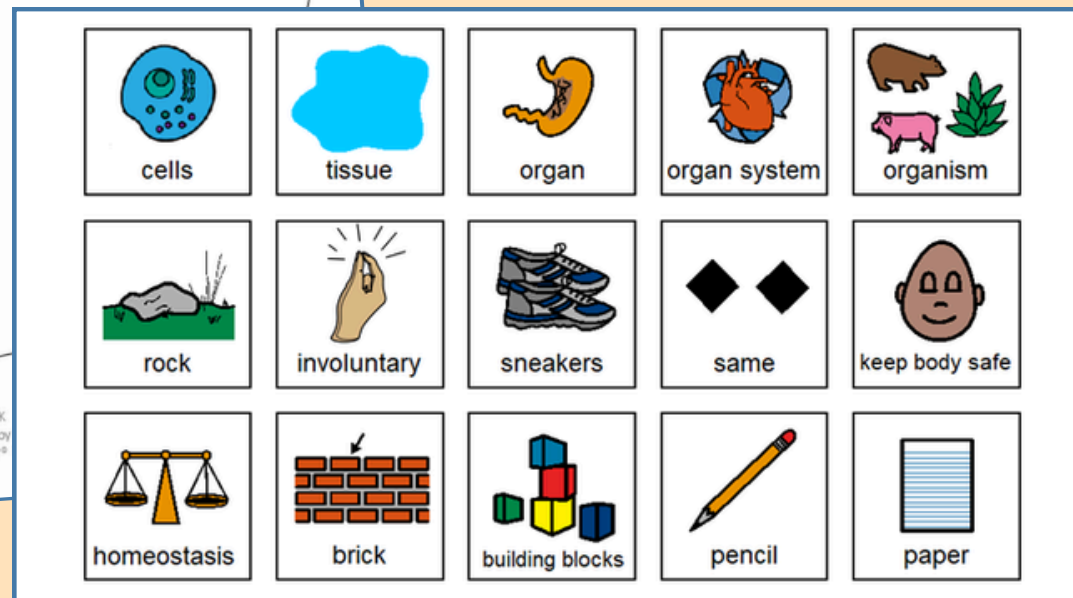 cells
tissue
organ
organ system
organism
rock
involuntary
sneakers
same
keep body safe
homeostasis
brick
building blocks
pencil
paper